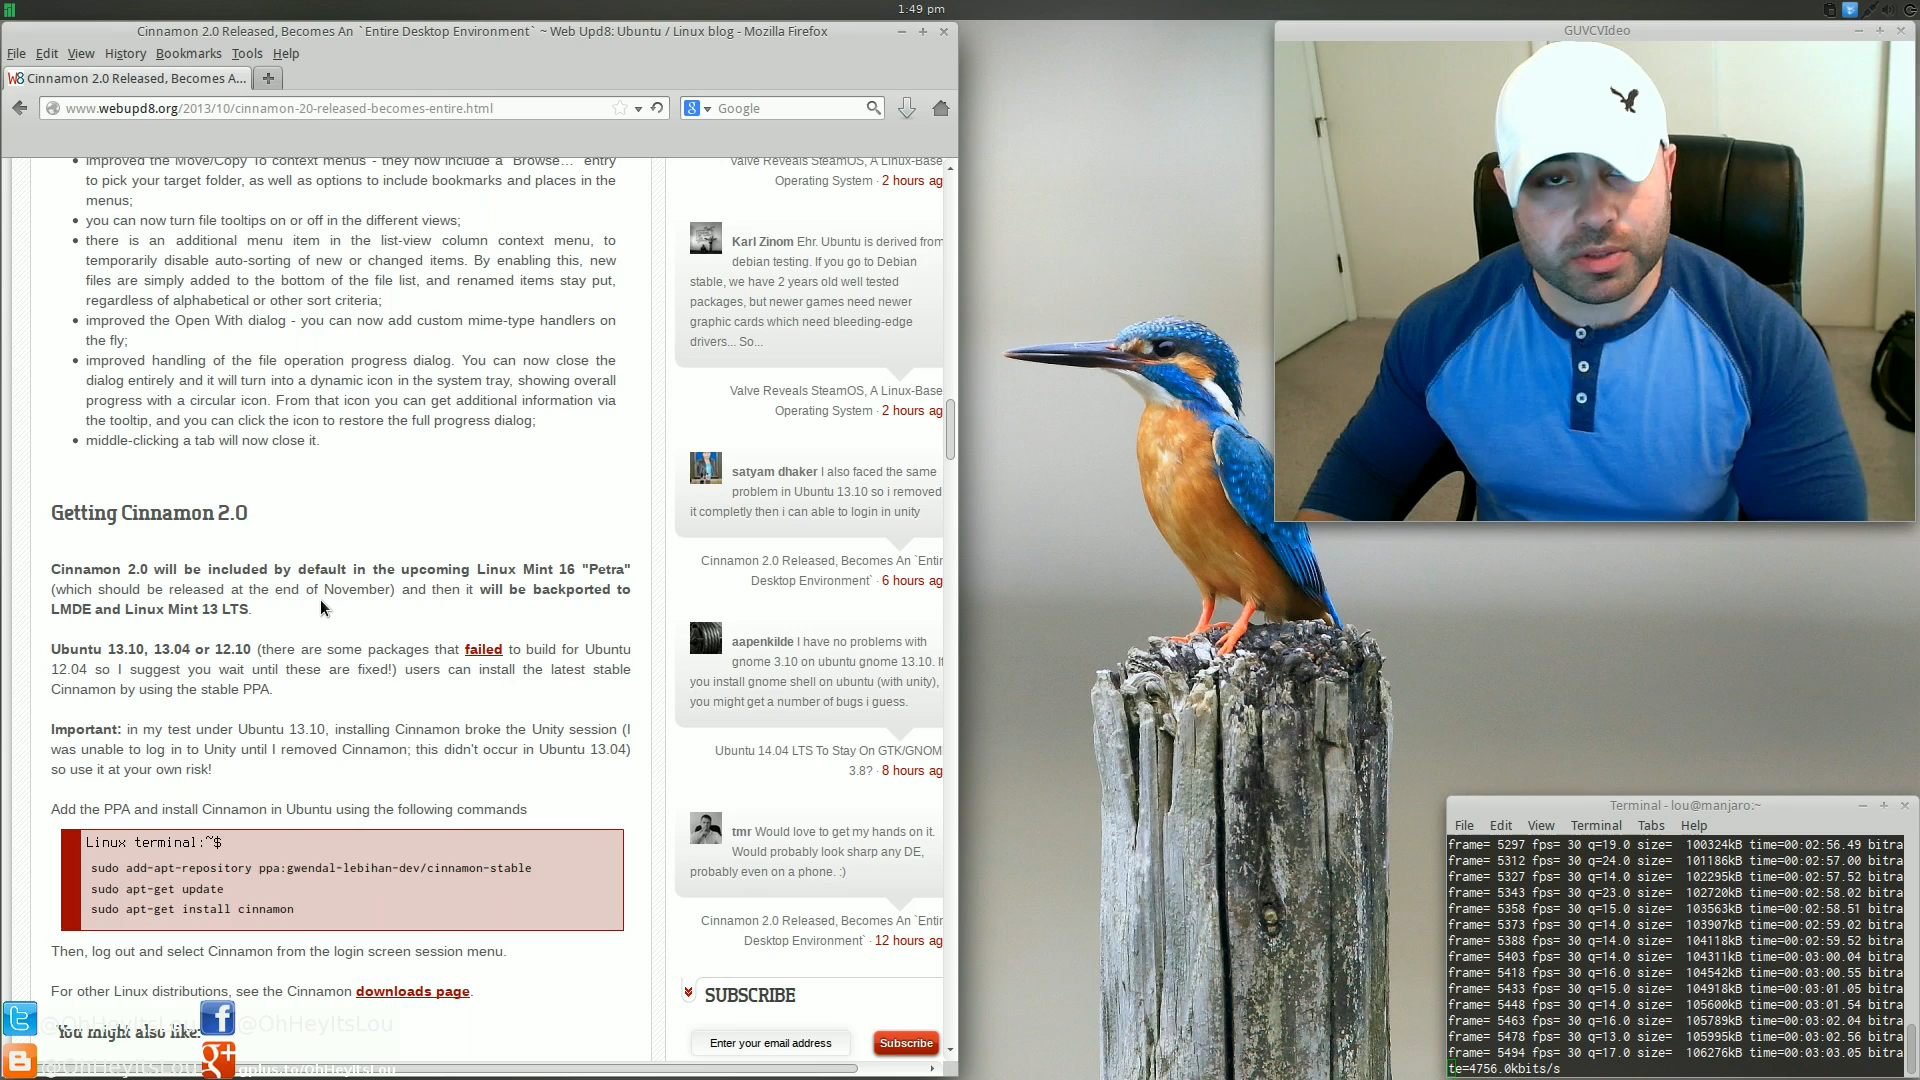 1:49 pm
Cinnamon 2.0 Released, Becomes An `Entire Desktop Environment` ~ Web Upd8: Ubuntu / Linux blog - Mozilla Firefox
File Edit View History Bookmarks Tools Help
W8 Cinnamon 2.0 Released, Becomes A...
www.webupd8.org/2013/10/cinnamon-20-released-becomes-entire.html
Google
improved the Move/Copy To context menus - they now include a "Browse..." entry
to pick your target folder, as well as options to include bookmarks and places in the
menus;
you can now turn file tooltips on or off in the different views;
there is an additional menu item in the list-view column context menu, to
temporarily disable auto-sorting of new or changed items. By enabling this, new
files are simply added to the bottom of the file list, and renamed items stay put,
regardless of alphabetical or other sort criteria;
improved the Open With dialog - you can now add custom mime-type handlers on
the fly;
improved handling of the file operation progress dialog. You can now close the
dialog entirely and it will turn into a dynamic icon in the system tray, showing overall
progress with a circular icon. From that icon you can get additional information via
the tooltip, and you can click the icon to restore the full progress dialog;
middle-clicking a tab will now close it.
Getting Cinnamon 2.0
Cinnamon 2.0 will be included by default in the upcoming Linux Mint 16 "Petra"
(which should be released at the end of November) and then it will be backported to
LMDE and Linux Mint 13 LTS.
Ubuntu 13.10, 13.04 or 12.10 (there are some packages that failed to build for Ubuntu
12.04 so I suggest you wait until these are fixed!) users can install the latest stable
Cinnamon by using the stable PPA.
Important: in my test under Ubuntu 13.10, installing Cinnamon broke the Unity session (I
was unable to log in to Unity until I removed Cinnamon; this didn't occur in Ubuntu 13.04)
so use it at your own risk!
Add the PPA and install Cinnamon in Ubuntu using the following commands
Linux terminal:~$
sudo add-apt-repository ppa:gwendal-lebihan-dev/cinnamon-stable
sudo apt-get update
sudo apt-get install cinnamon
Then, log out and select Cinnamon from the login screen session menu.
For other Linux distributions, see the Cinnamon downloads page.
You might also like:
@OhHeyItsLou
@OhHeyItsLou
@OhHeyItsLou
gplus.to/OhHeyItsLou
Valve Reveals SteamOS, A Linux-Base
Operating System · 2 hours ag
Karl Zinom Ehr. Ubuntu is derived from
debian testing. If you go to Debian
stable, we have 2 years old well tested
packages, but newer games need newer
graphic cards which need bleeding-edge
drivers... So...
Valve Reveals SteamOS, A Linux-Base
Operating System · 2 hours ag
satyam dhaker I also faced the same
problem in Ubuntu 13.10 so i removed
it completly then i can able to login in unity
Cinnamon 2.0 Released, Becomes An `Entir
Desktop Environment` · 6 hours ag
aapenkilde I have no problems with
gnome 3.10 on ubuntu gnome 13.10. If
you install gnome shell on ubuntu (with unity),
you might get a number of bugs i guess.
Ubuntu 14.04 LTS To Stay On GTK/GNOM
3.8? · 8 hours ag
tmr Would love to get my hands on it.
Would probably look sharp any DE,
probably even on a phone. :)
Cinnamon 2.0 Released, Becomes An `Entir
Desktop Environment` · 12 hours ag
SUBSCRIBE
Enter your email address
Subscribe
GUVCVIdeo
Terminal - lou@manjaro:~
File Edit View Terminal Tabs Help
frame= 5297 fps= 30 q=19.0 size= 100324kB time=00:02:56.49 bitra
frame= 5312 fps= 30 q=24.0 size= 101186kB time=00:02:57.00 bitra
frame= 5327 fps= 30 q=14.0 size= 102295kB time=00:02:57.52 bitra
frame= 5343 fps= 30 q=23.0 size= 102720kB time=00:02:58.02 bitra
frame= 5358 fps= 30 q=15.0 size= 103563kB time=00:02:58.51 bitra
frame= 5373 fps= 30 q=14.0 size= 103907kB time=00:02:59.02 bitra
frame= 5388 fps= 30 q=14.0 size= 104118kB time=00:02:59.52 bitra
frame= 5403 fps= 30 q=14.0 size= 104311kB time=00:03:00.04 bitra
frame= 5418 fps= 30 q=16.0 size= 104542kB time=00:03:00.55 bitra
frame= 5433 fps= 30 q=15.0 size= 104918kB time=00:03:01.05 bitra
frame= 5448 fps= 30 q=14.0 size= 105600kB time=00:03:01.54 bitra
frame= 5463 fps= 30 q=16.0 size= 105789kB time=00:03:02.04 bitra
frame= 5478 fps= 30 q=13.0 size= 105995kB time=00:03:02.56 bitra
frame= 5494 fps= 30 q=17.0 size= 106276kB time=00:03:03.05 bitra
te=4756.0kbits/s